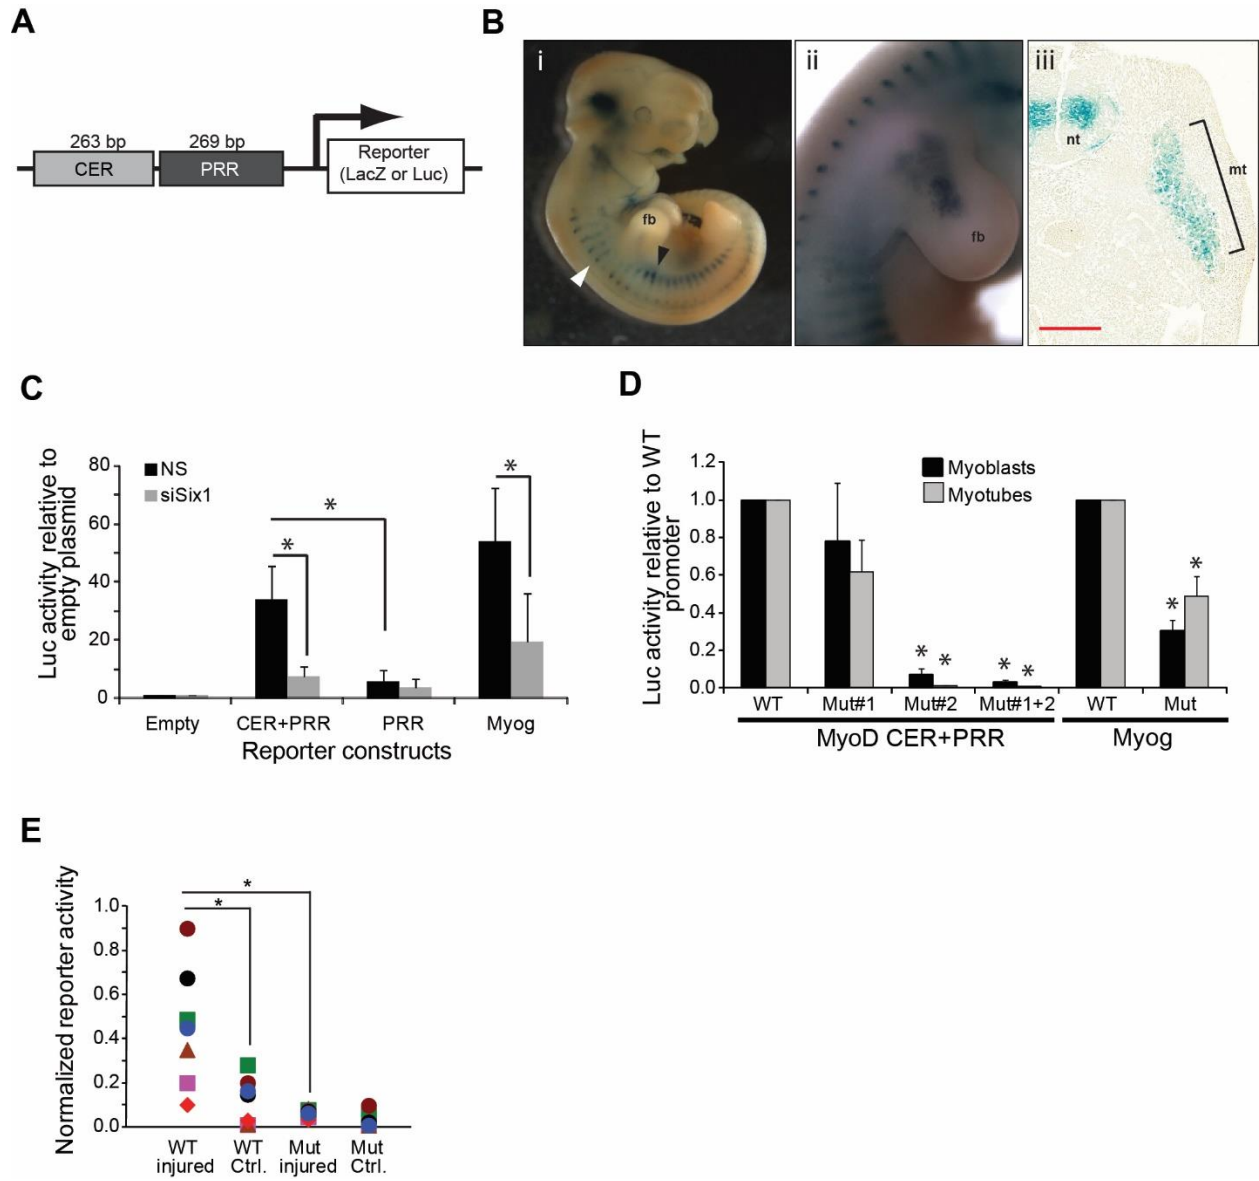 A
263 bp
269 bp
CER
PRR
Reporter
(LacZ or Luc)
B
i
fb
ii
fb
iii
nt
mt
C
Luc activity relative to
empty plasmid
80
60
40
20
0
NS
siSix1
*
*
*
Empty
CER+PRR
PRR
Myog
Reporter constructs
D
Luc activity relative to WT
promoter
1.2
1.0
0.8
0.6
0.4
0.2
0.0
Myoblasts
Myotubes
* *
* *
* *
WT
Mut#1
Mut#2
Mut#1+2
WT
Mut
MyoD CER+PRR
Myog
E
Normalized reporter activity
1.0
0.8
0.6
0.4
0.2
0.0
*
*
WT
injured
WT
Ctrl.
Mut
injured
Mut
Ctrl.